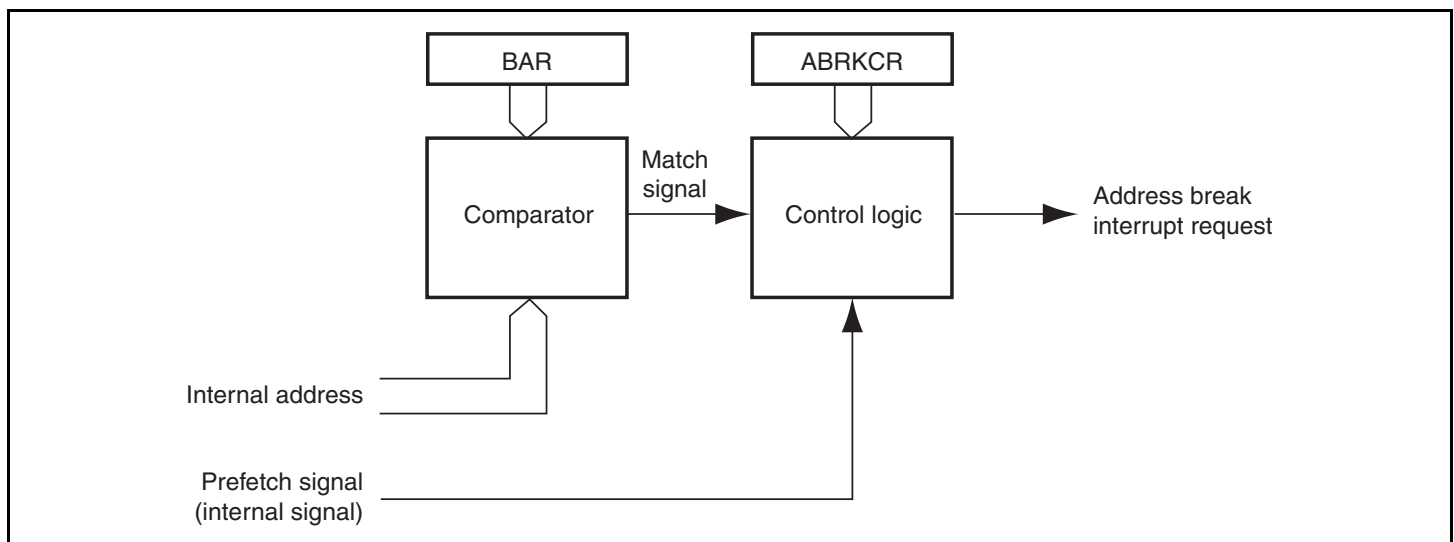 BAR
ABRKCR
Match
signal
Comparator
Control logic
Address break
interrupt request
Internal address
Prefetch signal
(internal signal)